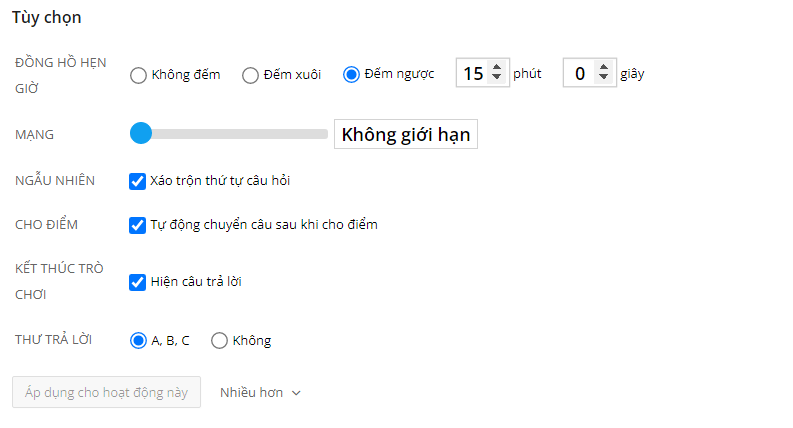 Tùy chọn
ĐỒNG HỒ HẸN GIỜ
Không đếm Đếm xuôi Đếm ngược 15 phút 0 giây
MẠNG Không giới hạn
NGẪU NHIÊN Xáo trộn thứ tự câu hỏi
CHO ĐIỂM Tự động chuyển câu sau khi cho điểm
KẾT THÚC TRÒ CHƠI
Hiện câu trả lời
THƯ TRẢ LỜI A, B, C Không
Áp dụng cho hoạt động này Nhiều hơn